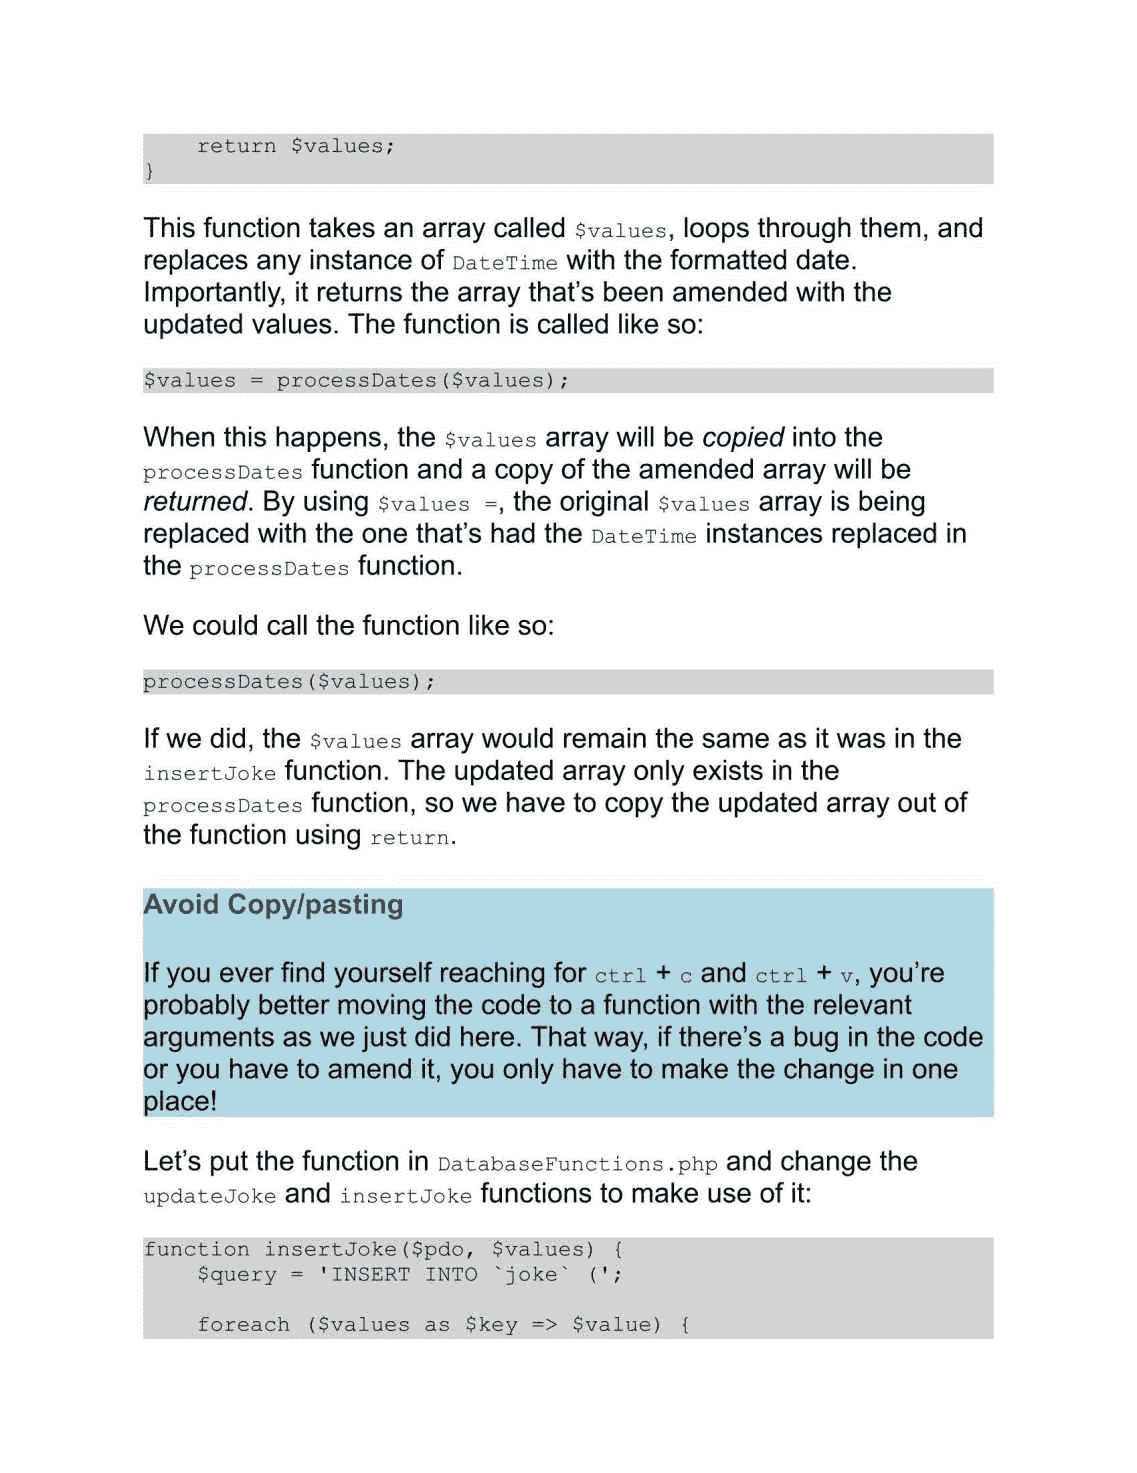 return $values;
}
This function takes an array called $values, loops through them, and
replaces any instance of DateTime with the formatted date.
Importantly, it returns the array that’s been amended with the
updated values. The function is called like so:
$values = processDates($values);
When this happens, the $values array will be copied into the
processDates function and a copy of the amended array will be
returned. By using $values =, the original $values array is being
replaced with the one that’s had the DateTime instances replaced in
the processDates function.
We could call the function like so:
processDates($values);
If we did, the $values array would remain the same as it was in the
insertJoke function. The updated array only exists in the
processDates function, so we have to copy the updated array out of
the function using return.
Avoid Copy/pasting
If you ever find yourself reaching for ctrl + c and ctrl + v, you’re
probably better moving the code to a function with the relevant
arguments as we just did here. That way, if there’s a bug in the code
or you have to amend it, you only have to make the change in one
place!
Let’s put the function in DatabaseFunctions.php and change the
updateJoke and insertJoke functions to make use of it:
function insertJoke($pdo, $values) {
$query = 'INSERT INTO `joke` (';
foreach ($values as $key => $value) {